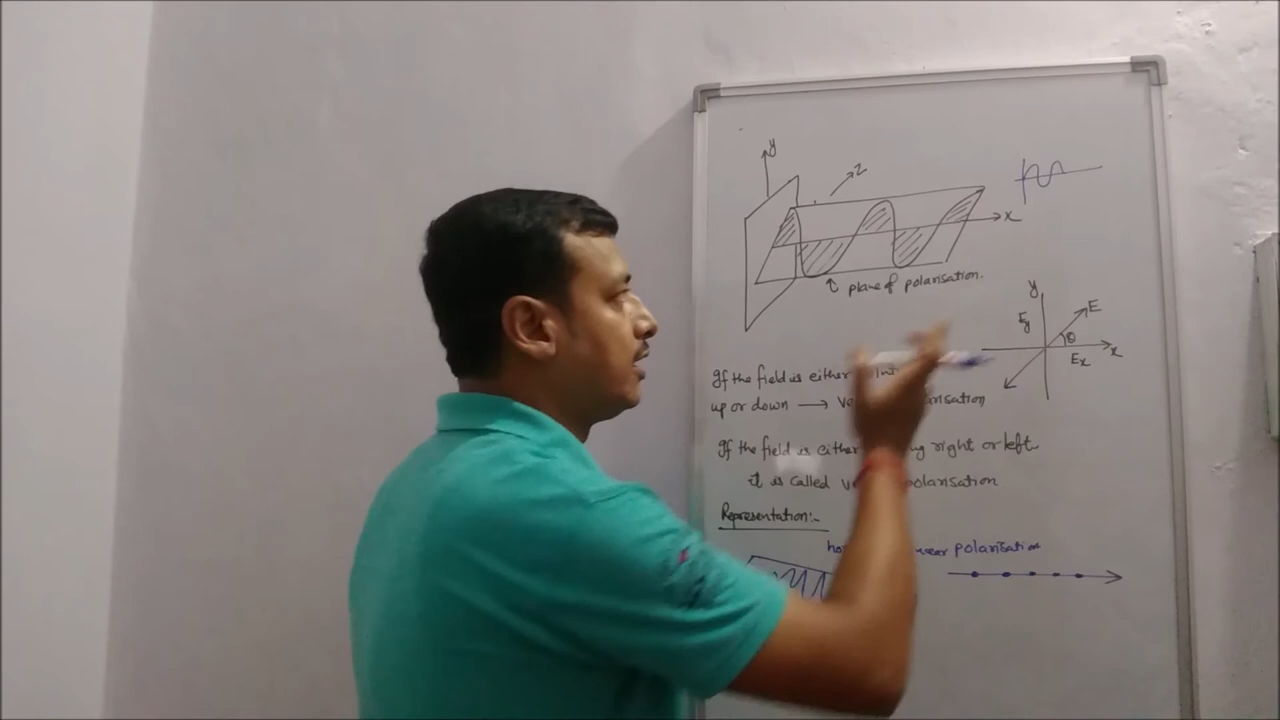 y
z
x
plane of polarisation.
y
E
Ey
θ
Ex
x
If the field is either
up or down → 
If the field is either right or left
it is called polarisation
Representation:-
polarisation